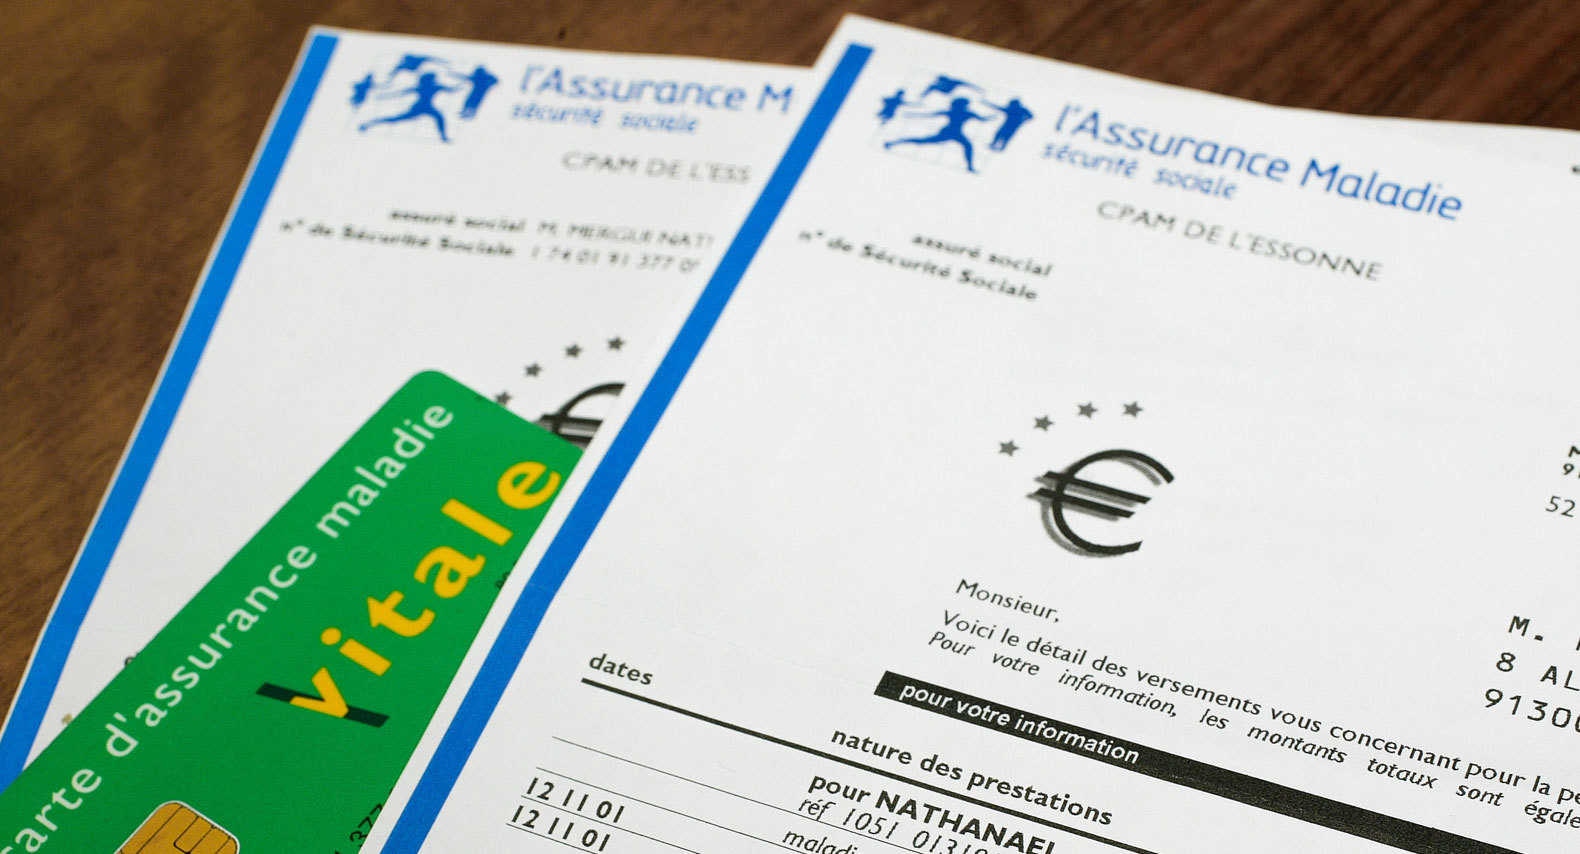 l'Assurance M
sécurité sociale
CPAM DE L'ESS
assuré social M. MERGUI NAT
n° de Sécurité Sociale 1 74 01 91 377 0
carte d'assurance maladie
vitale
l'Assurance Maladie
sécurité sociale
CPAM DE L'ESSONNE
assuré social
n° de Sécurité Sociale
52
M.
8 AL
9130
Monsieur,
Voici le détail des versements vous concernant pour la pé
Pour votre information, les montants totaux sont égale
pour votre information
dates
nature des prestations
pour NATHANAEL
12 11 01
réf 1051 0131
12 11 01
maladi